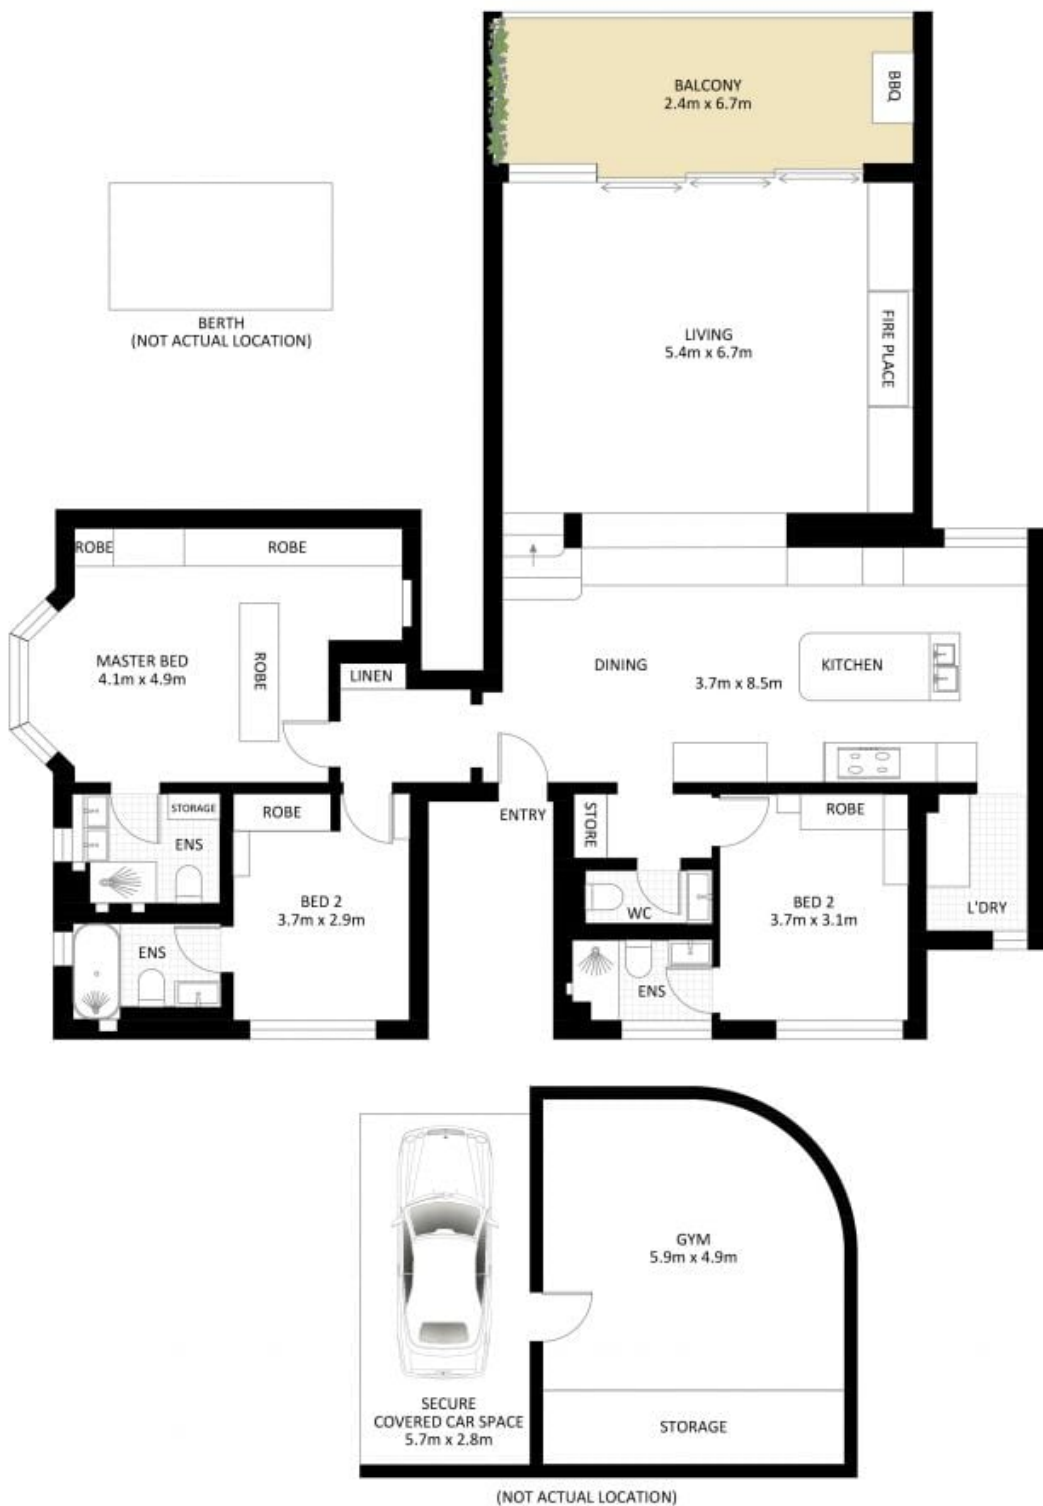 BALCONY
2.4m x 6.7m
BBQ
BERTH
(NOT ACTUAL LOCATION)
LIVING
5.4m x 6.7m
FIRE PLACE
ROBE
ROBE
MASTER BED
4.1m x 4.9m
ROBE
LINEN
DINING
3.7m x 8.5m
KITCHEN
STORAGE
ENS
ROBE
ENTRY
STORE
ROBE
BED 2
3.7m x 2.9m
WC
BED 2
3.7m x 3.1m
L'DRY
ENS
ENS
GYM
5.9m x 4.9m
SECURE
COVERED CAR SPACE
5.7m x 2.8m
STORAGE
(NOT ACTUAL LOCATION)